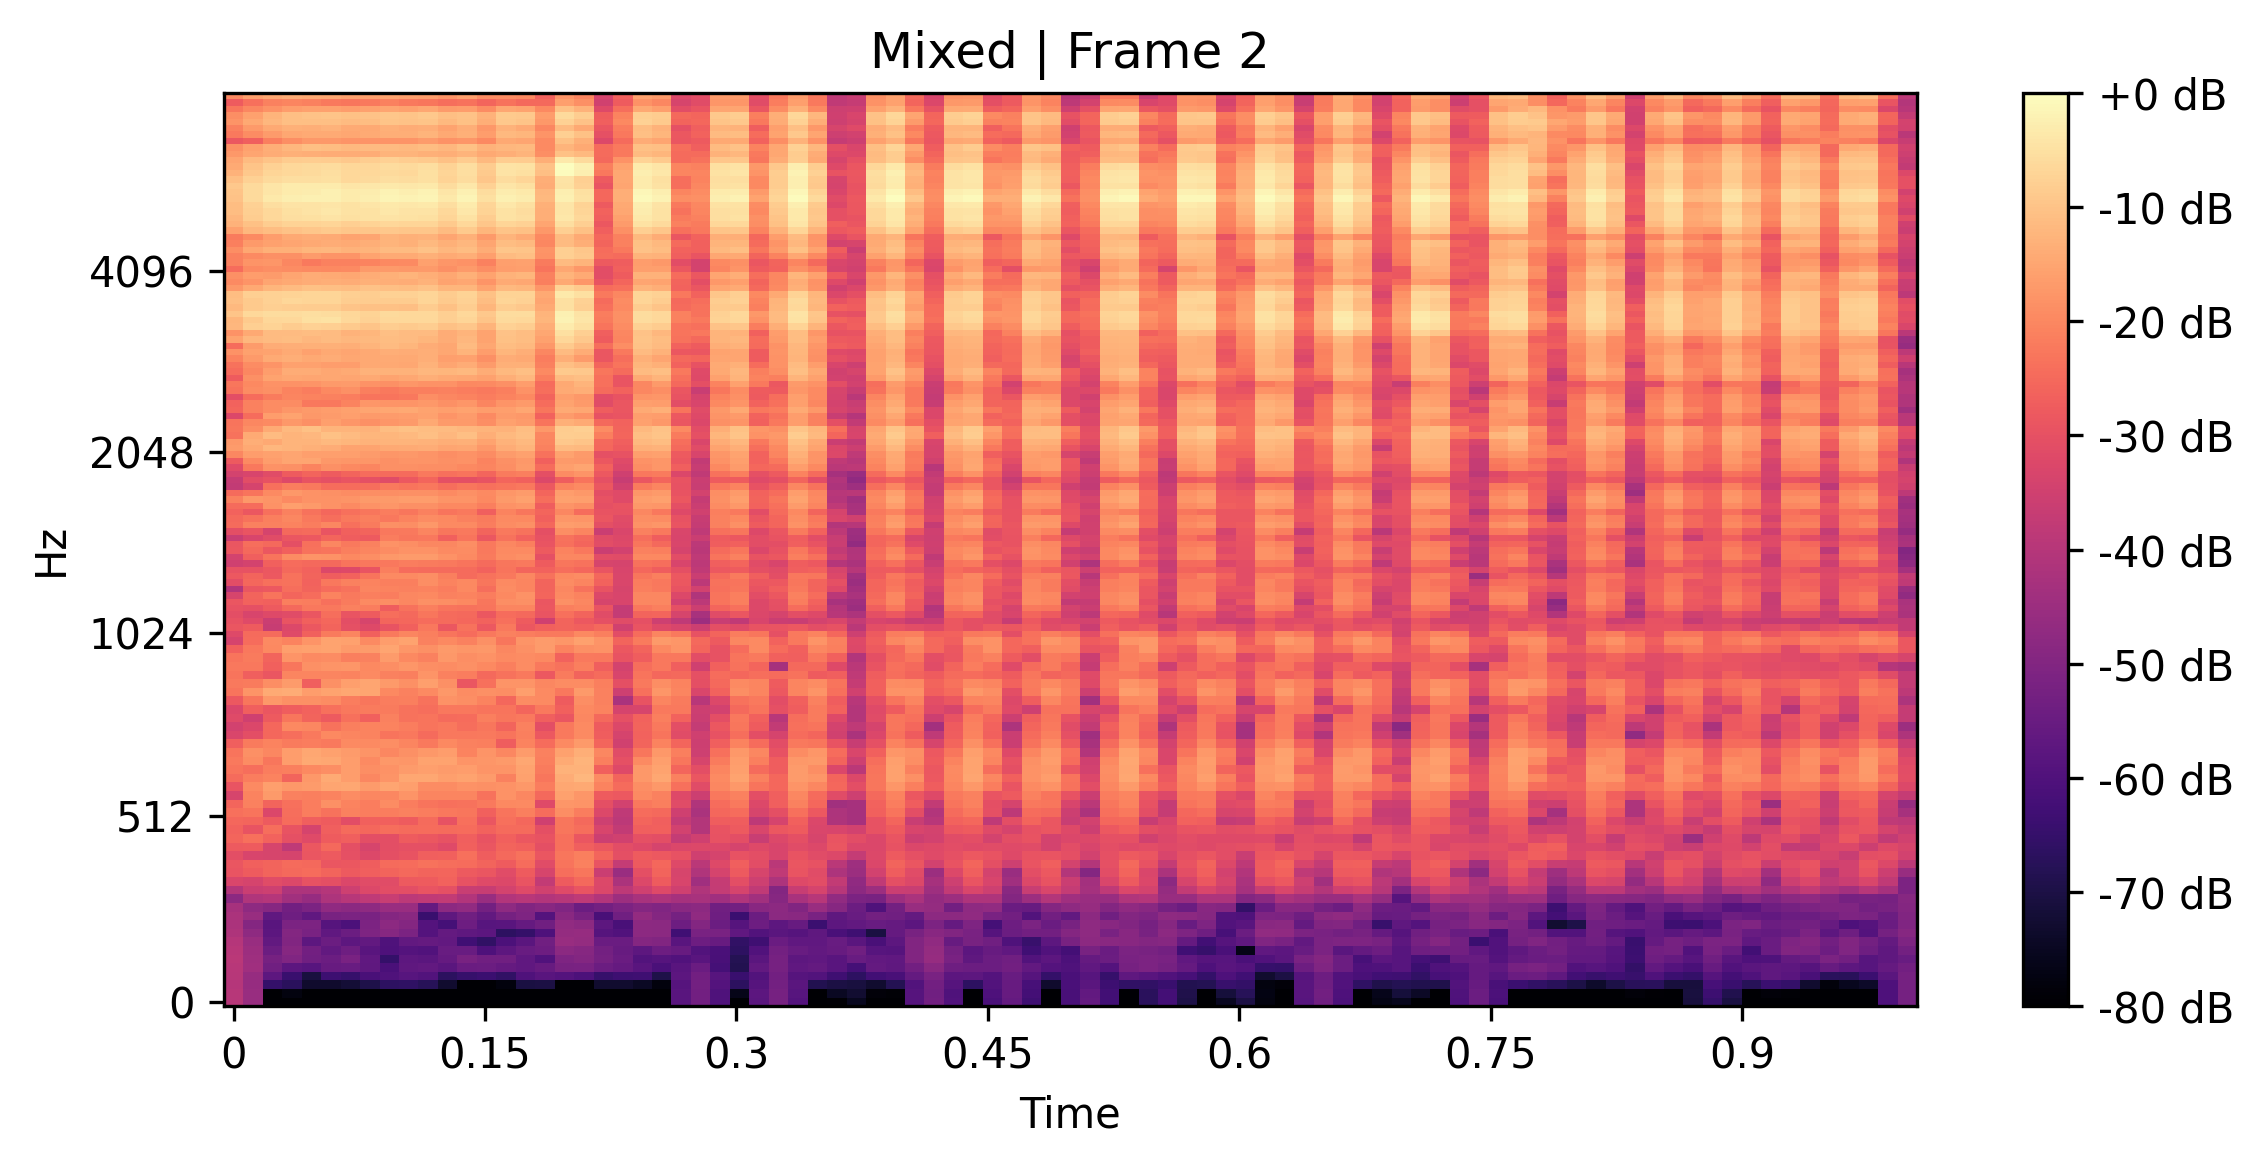 Mixed | Frame 2
Hz
4096
2048
1024
512
0
0 0.15 0.3 0.45 0.6 0.75 0.9
Time
+0 dB
-10 dB
-20 dB
-30 dB
-40 dB
-50 dB
-60 dB
-70 dB
-80 dB